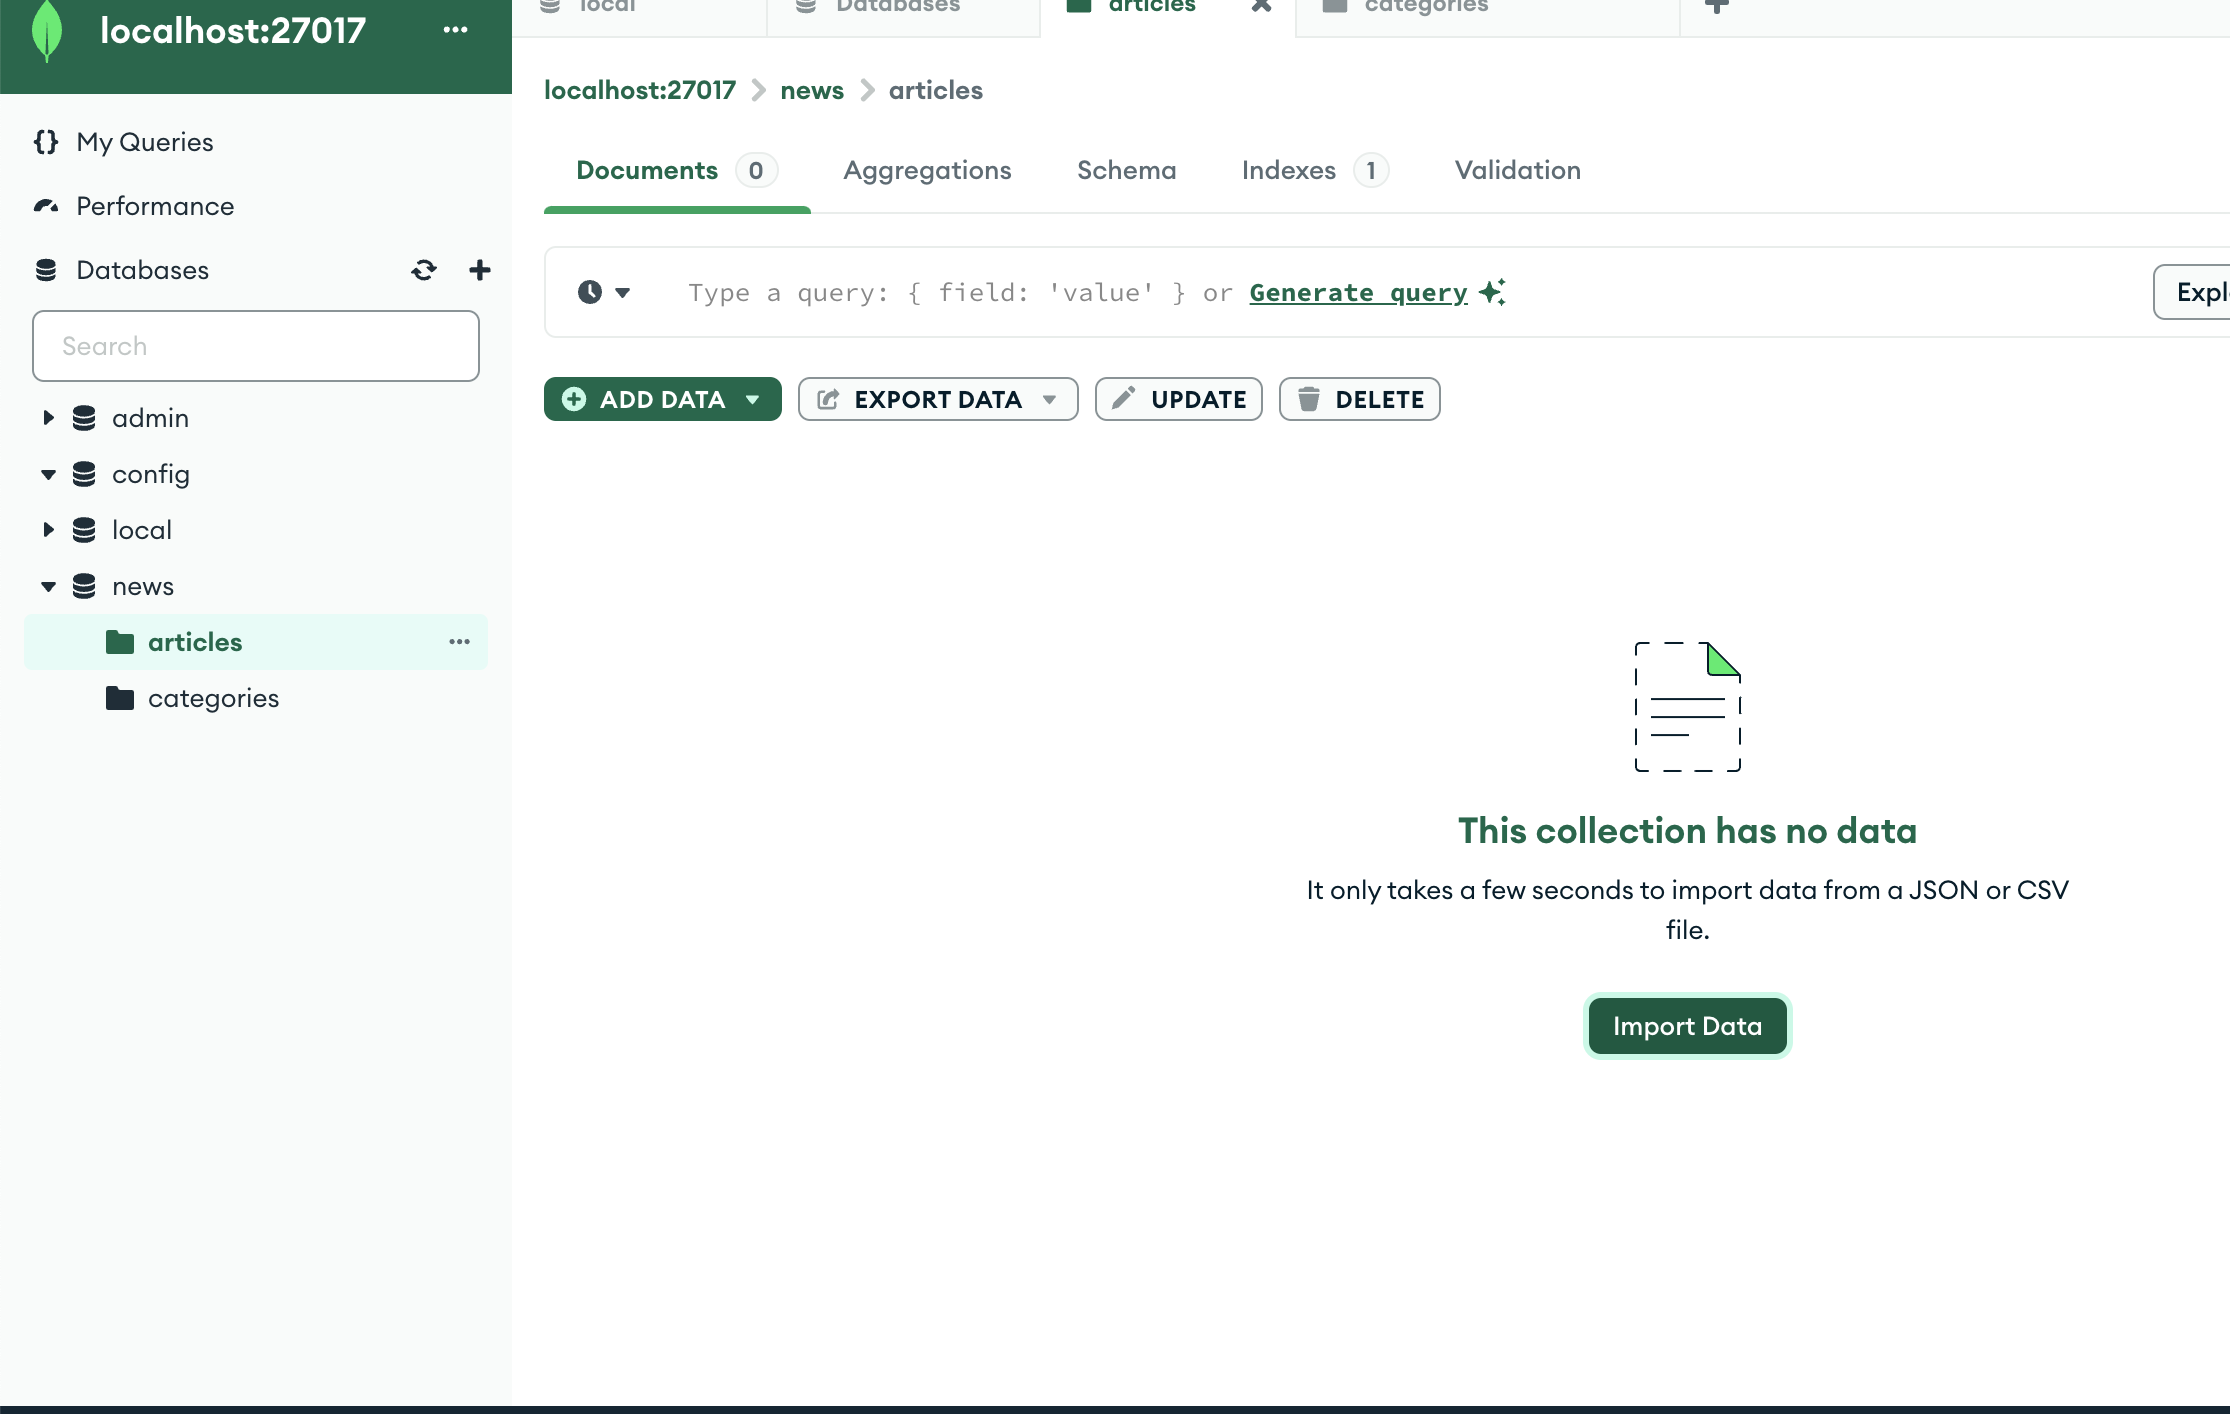 localhost:27017
My Queries
Performance
Databases
Search
admin
config
local
news
articles
categories
local
Databases
articles
categories
localhost:27017 > news > articles
Documents 0 Aggregations Schema Indexes 1 Validation
Type a query: { field: 'value' } or Generate query
Expl
ADD DATA EXPORT DATA UPDATE DELETE
This collection has no data
It only takes a few seconds to import data from a JSON or CSV
file.
Import Data